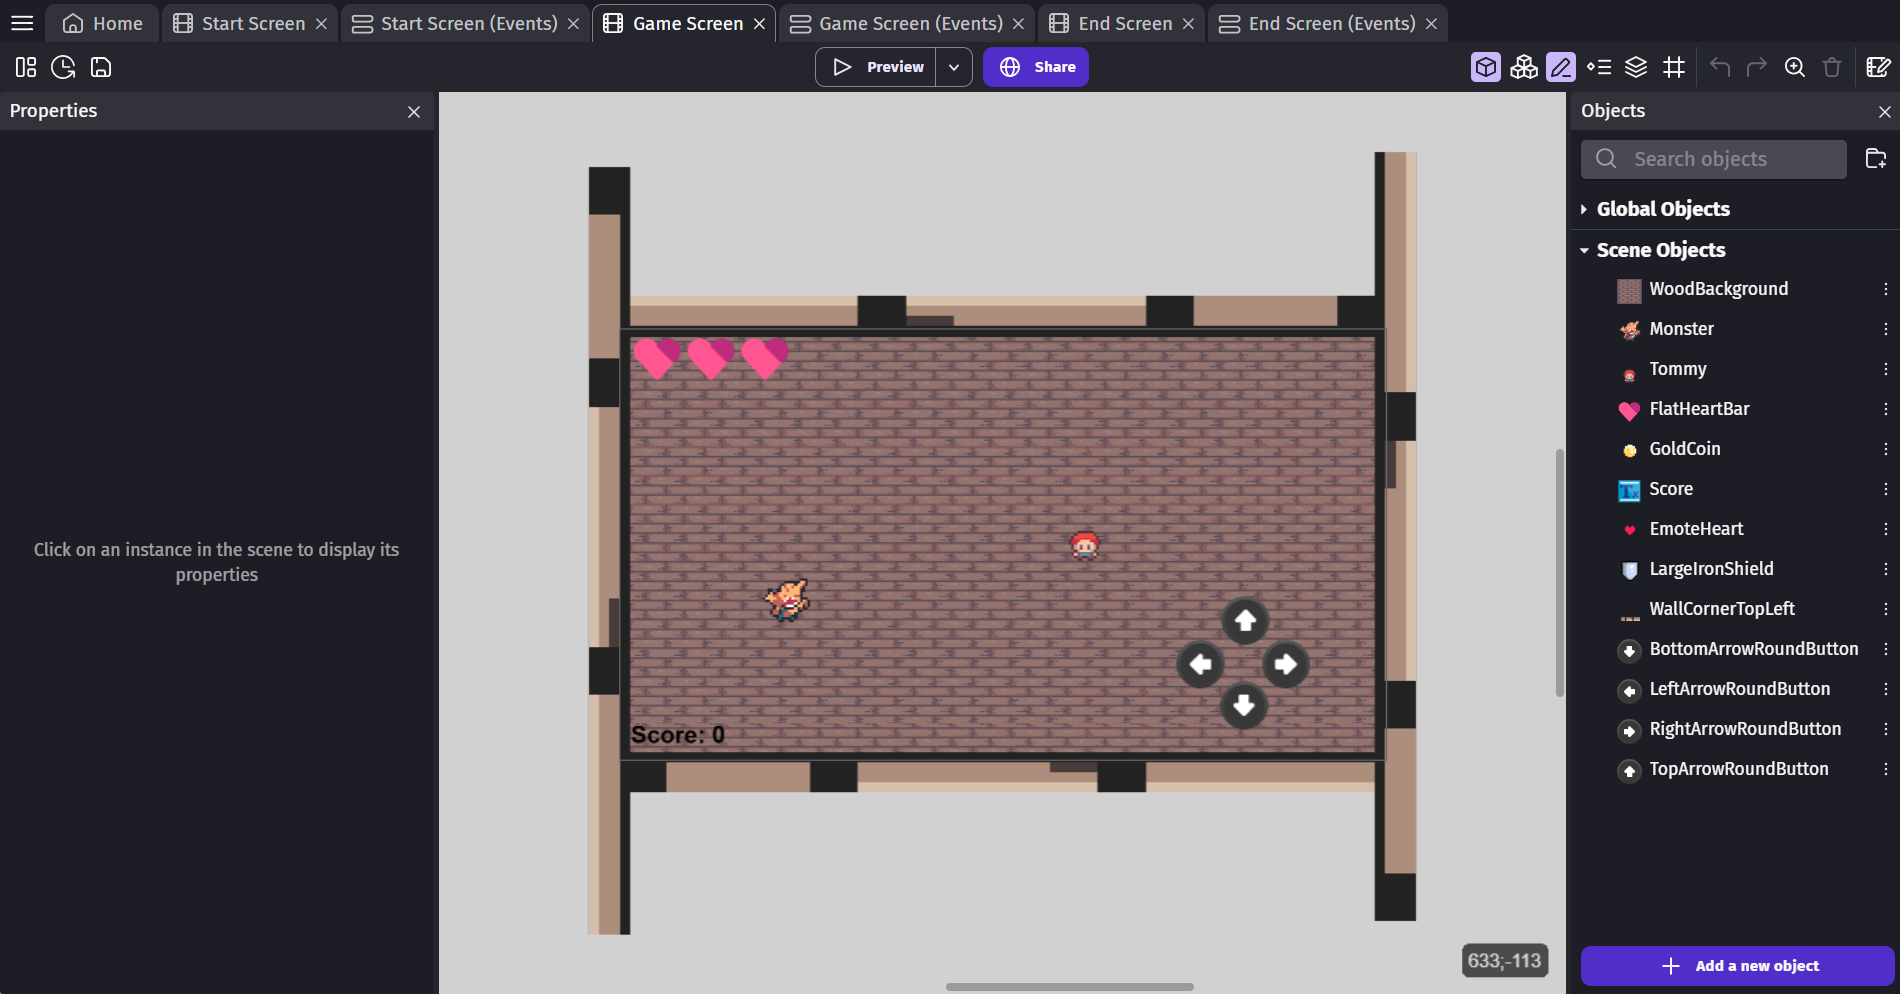 Home
Start Screen
Start Screen (Events)
Game Screen
Game Screen (Events)
End Screen
End Screen (Events)
Preview
Share
Properties
Click on an instance in the scene to display its
properties
Score: 0
633;-113
Objects
Search objects
Global Objects
Scene Objects
WoodBackground
Monster
Tommy
FlatHeartBar
GoldCoin
Score
EmoteHeart
LargeIronShield
WallCornerTopLeft
BottomArrowRoundButton
LeftArrowRoundButton
RightArrowRoundButton
TopArrowRoundButton
Add a new object